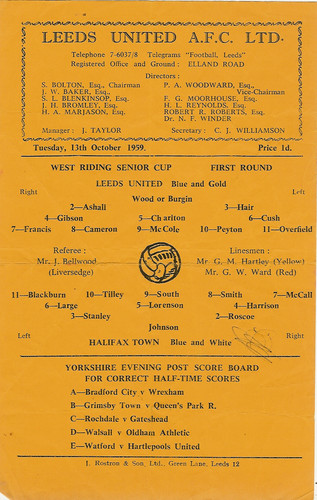 LEEDS UNITED A.F.C. LTD.
Telephone 7-6037/8 Telegrams "Football, Leeds"
Registered Office and Ground : ELLAND ROAD
Directors :
S. BOLTON, Esq., Chairman P. A. WOODWARD, Esq.,
J. W. BAKER, Esq., Vice-Chairman
S. L. BLENKINSOP, Esq. F. G. MOORHOUSE, Esq.
J. H. BROMLEY, Esq. H. L. REYNOLDS, Esq.
H. A. MARJASON, Esq. ROBERT R. ROBERTS, Esq.
Dr. N. F. WINDER
Manager : J. TAYLOR Secretary : C. J. WILLIAMSON
Tuesday, 13th October 1959. Price 1d.
WEST RIDING SENIOR CUP FIRST ROUND
LEEDS UNITED Blue and Gold
Right Left
Wood or Burgin
2—Ashall 3—Hair
4—Gibson 5—Charlton 6—Cush
7—Francis 8—Cameron 9—McCole 10—Peyton 11—Overfield
Referee : Linesmen :
Mr. J. Bellwood Mr. G. M. Hartley (Yellow)
(Liversedge) Mr. G. W. Ward (Red)
11—Blackburn 10—Tilley 9—South 8—Smith 7—McCall
6—Large 5—Lorenson 4—Harrison
3—Stanley 2—Roscoe
Johnson
Left Right
HALIFAX TOWN Blue and White
YORKSHIRE EVENING POST SCORE BOARD
FOR CORRECT HALF-TIME SCORES
A—Bradford City v Wrexham
B—Grimsby Town v Queen's Park R.
C—Rochdale v Gateshead
D—Walsall v Oldham Athletic
E—Watford v Hartlepools United
J. Rostron & Son, Ltd., Green Lane, Leeds 12